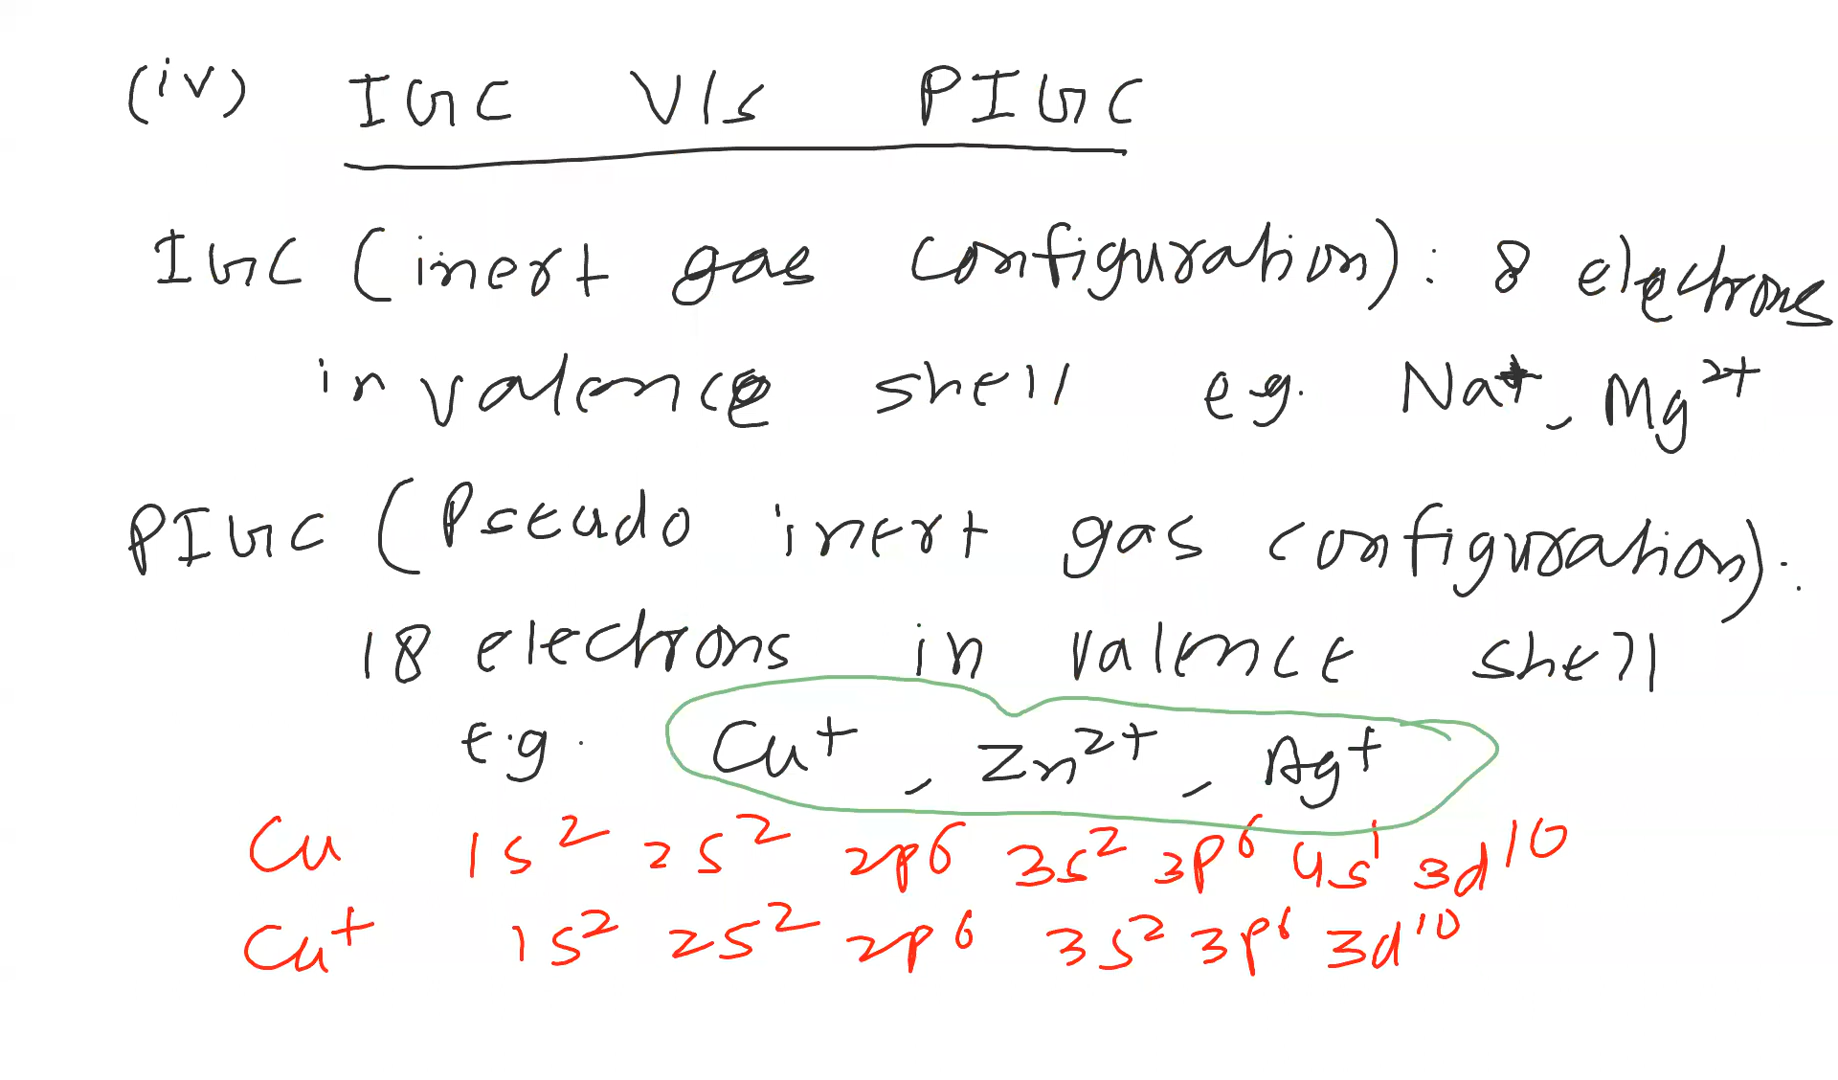 (iv) IGC V/s PIGC
IGC (inert gas configuration): 8 electrons
in valence shell eg. Na⁺, Mg²⁺
PIGC (Pseudo inert gas configuration):
18 electrons in valence shell
e.g. Cu⁺, Zn²⁺, Ag⁺
Cu 1s² 2s² 2p⁶ 3s² 3p⁶ 4s¹ 3d¹⁰
Cu⁺ 1s² 2s² 2p⁶ 3s² 3p⁶ 3d¹⁰